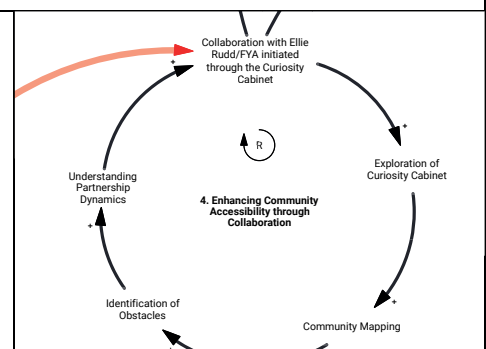 Collaboration with Ellie
Rudd/FYA initiated
through the Curiosity
Cabinet
+
+
R
Exploration of
Curiosity Cabinet
Understanding
Partnership
Dynamics
4. Enhancing Community
Accessibility through
Collaboration
+
+
Identification of
Obstacles
Community Mapping